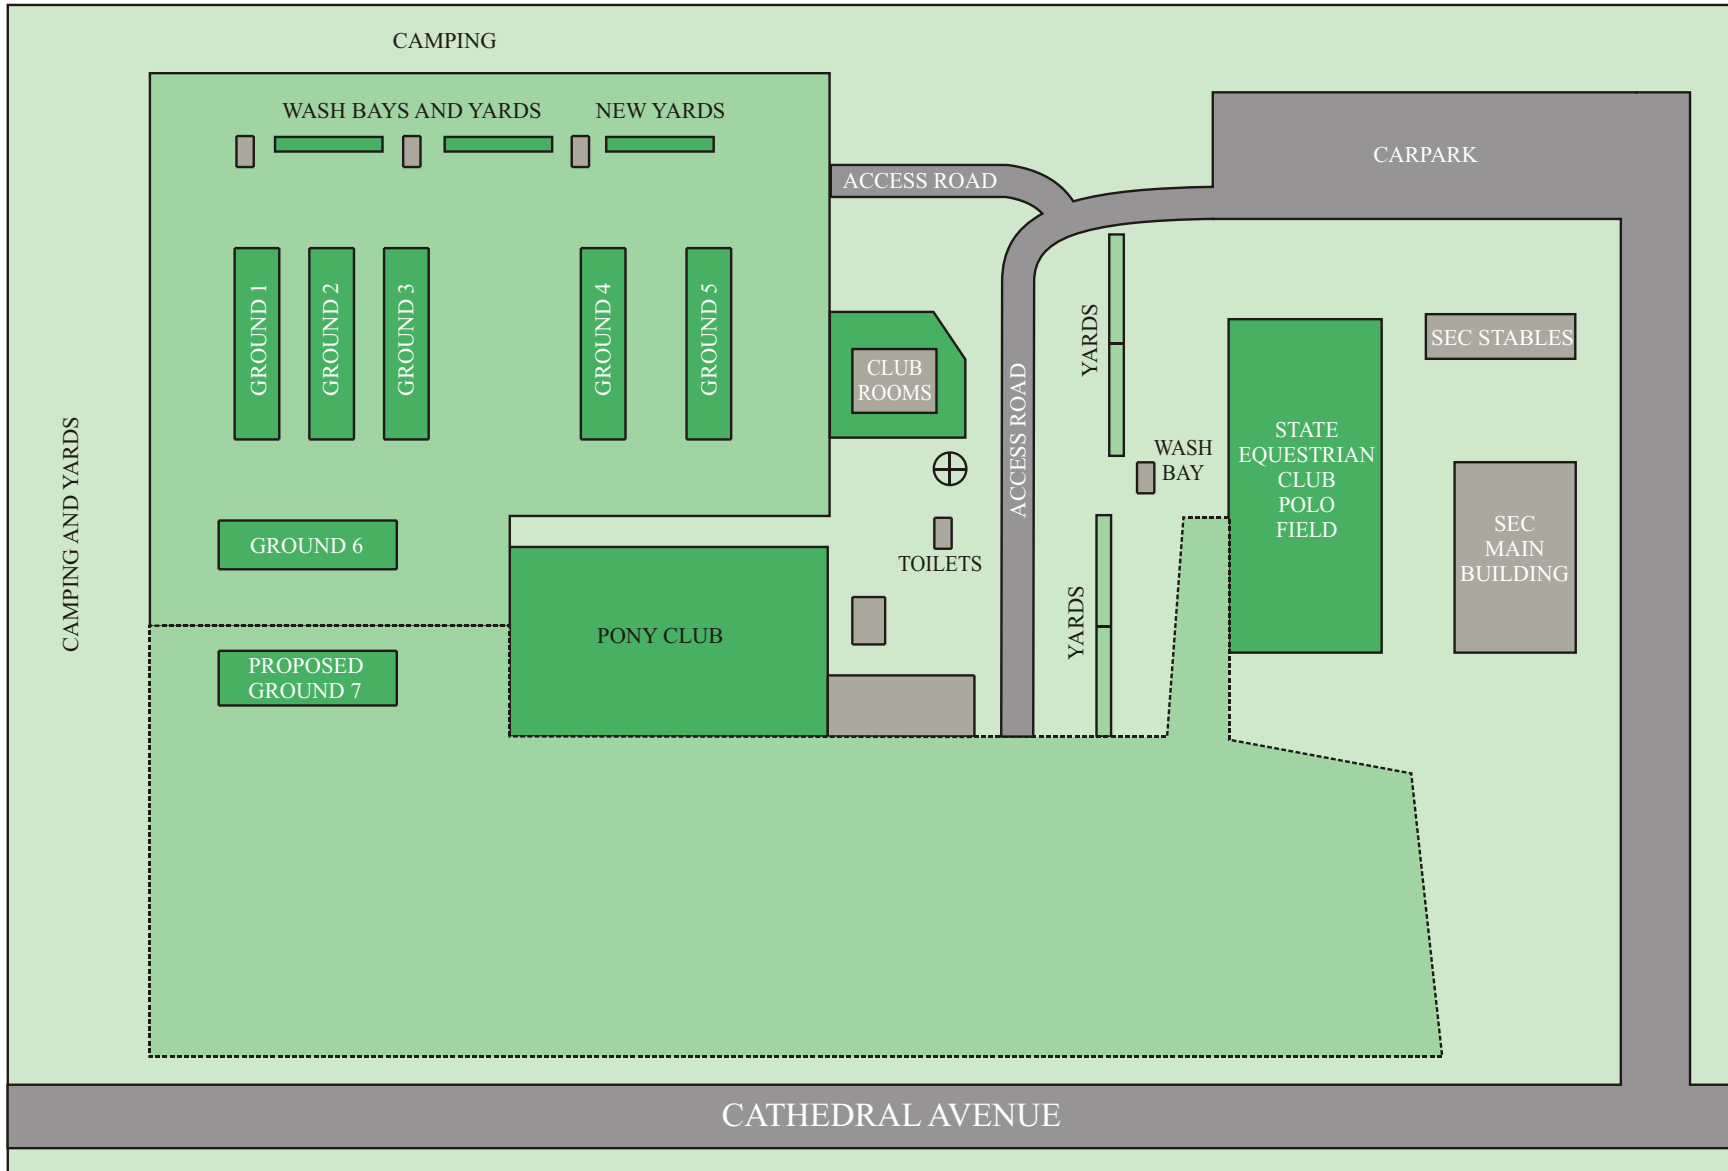 CAMPING
WASH BAYS AND YARDS
NEW YARDS
CARPARK
ACCESS ROAD
GROUND 1
GROUND 2
GROUND 3
GROUND 4
GROUND 5
CLUB
ROOMS
ACCESS ROAD
YARDS
SEC STABLES
CAMPING AND YARDS
STATE
EQUESTRIAN
CLUB
POLO
FIELD
WASH
BAY
SEC
MAIN
BUILDING
GROUND 6
TOILETS
YARDS
PONY CLUB
PROPOSED
GROUND 7
CATHEDRAL AVENUE